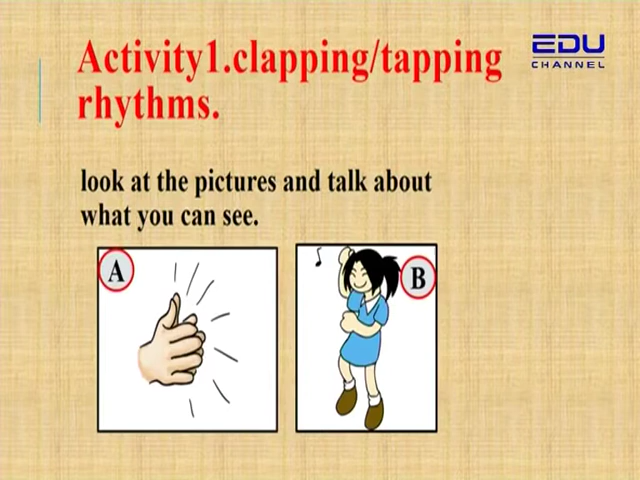 Activity1.clapping/tapping
rhythms.
EDU
CHANNEL
look at the pictures and talk about
what you can see.
A
B